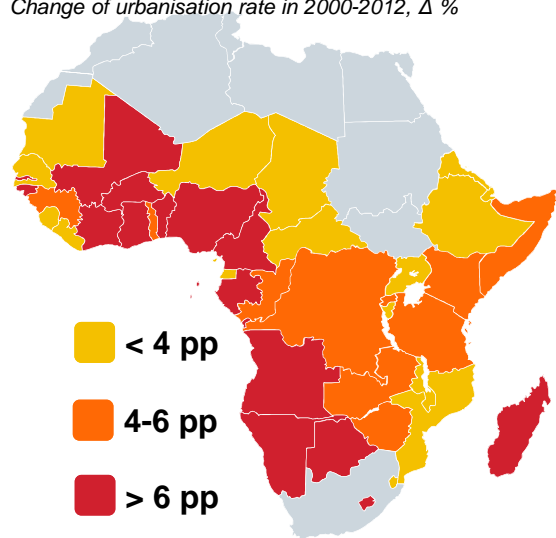 Change of urbanisation rate in 2000-2012, Δ %
< 4 pp
4-6 pp
> 6 pp